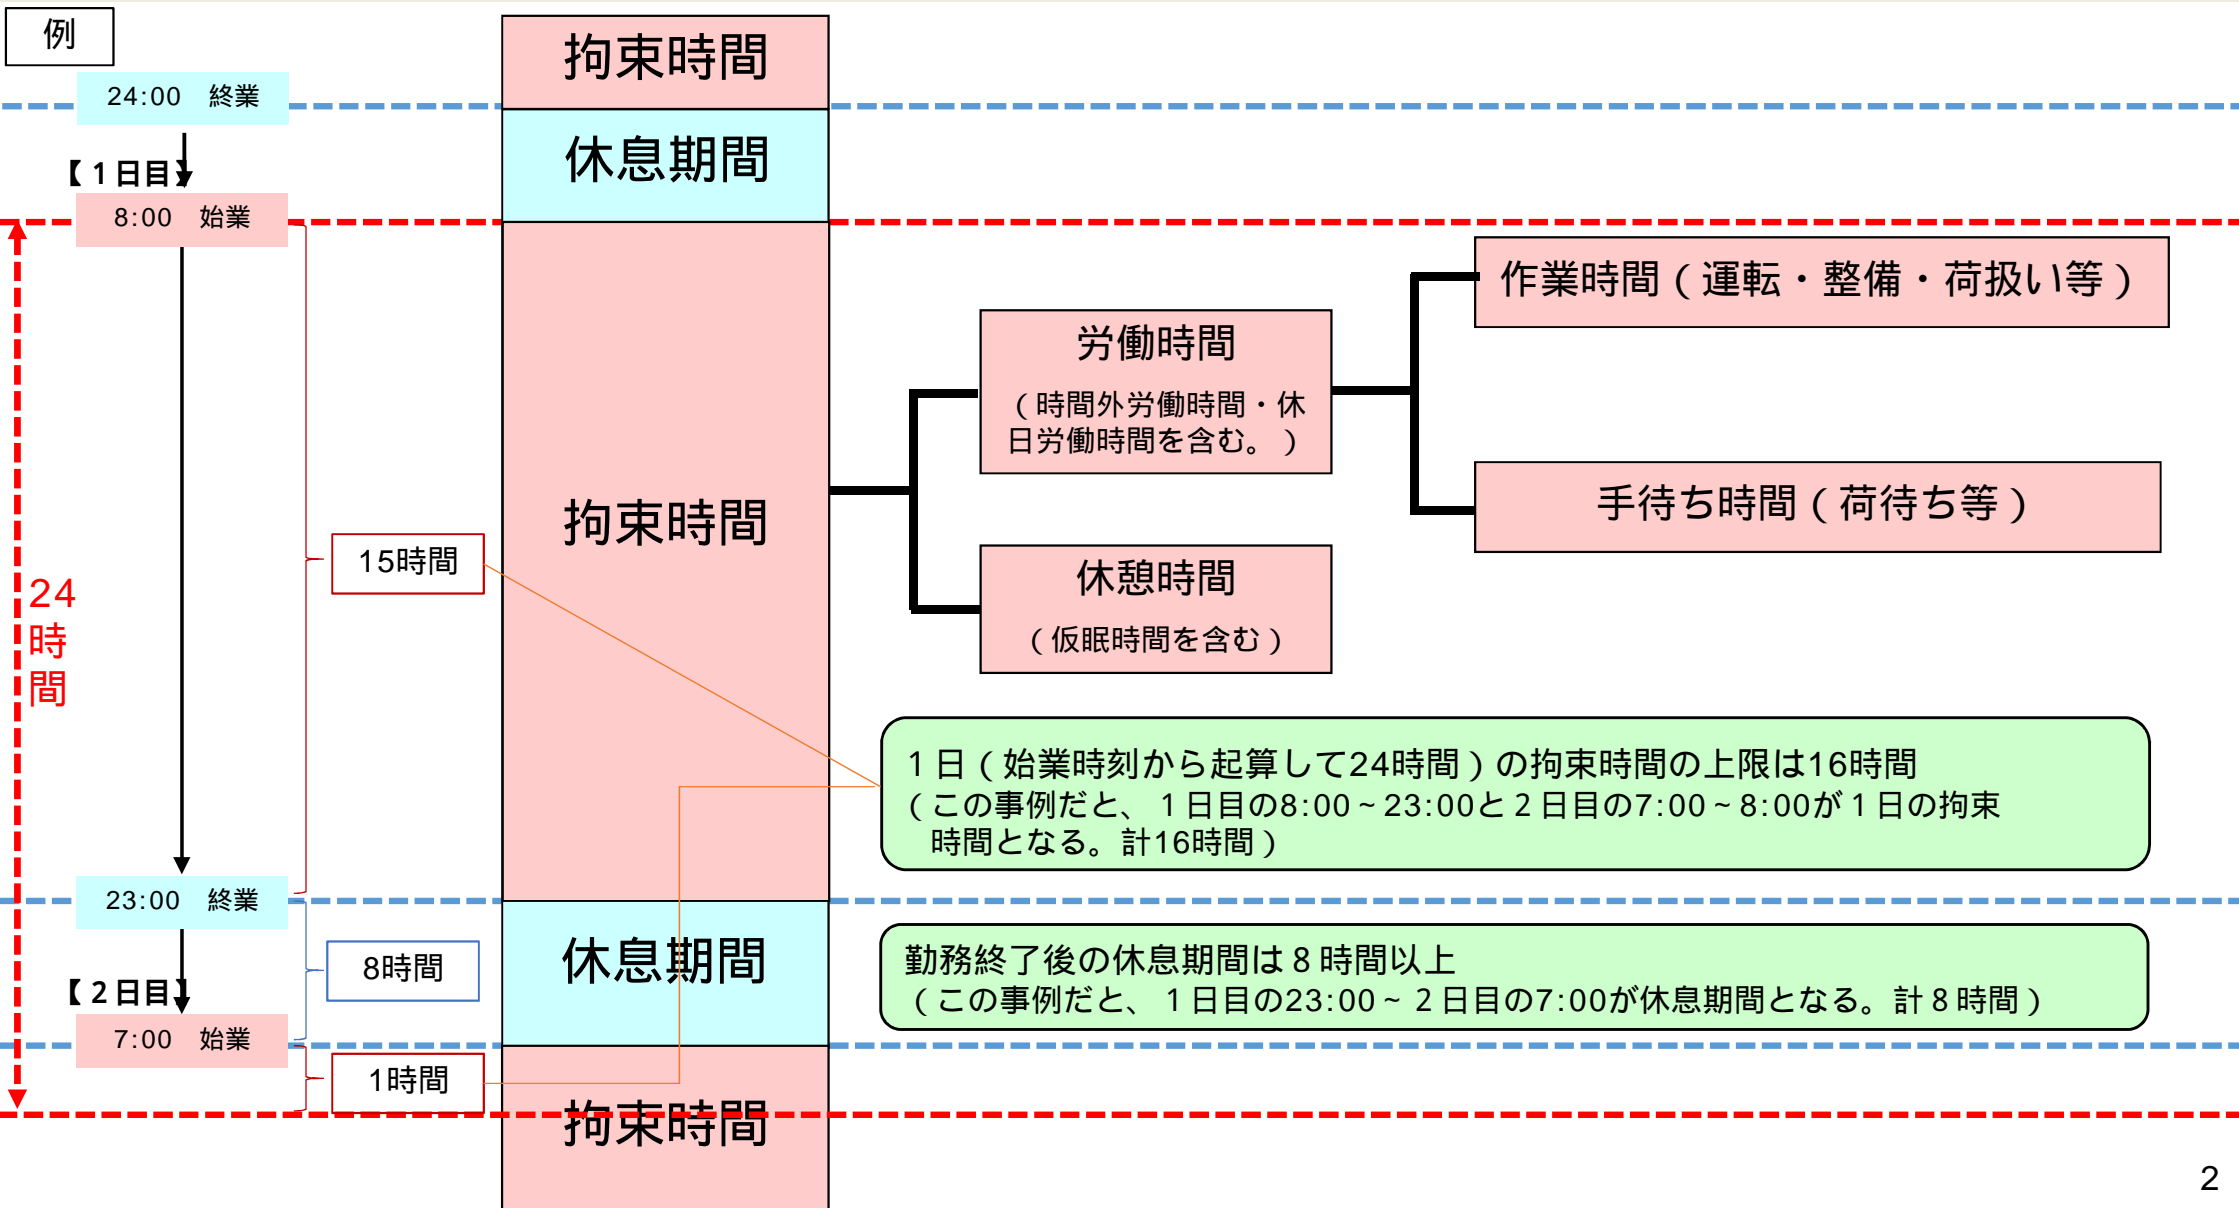 例
拘束時間
24:00　終業
休息期間
【１日目】
8:00　始業
作業時間（運転・整備・荷扱い等）
労働時間
（時間外労働時間・休
日労働時間を含む。）
手待ち時間（荷待ち等）
拘束時間
15時間
休憩時間
（仮眠時間を含む）
24
時
間
１日（始業時刻から起算して24時間）の拘束時間の上限は16時間
（この事例だと、１日目の8:00～23:00と２日目の7:00～8:00が１日の拘束
時間となる。計16時間）
23:00　終業
休息期間
8時間
勤務終了後の休息期間は８時間以上
（この事例だと、１日目の23:00～２日目の7:00が休息期間となる。計８時間）
【２日目】
7:00　始業
1時間
拘束時間
2